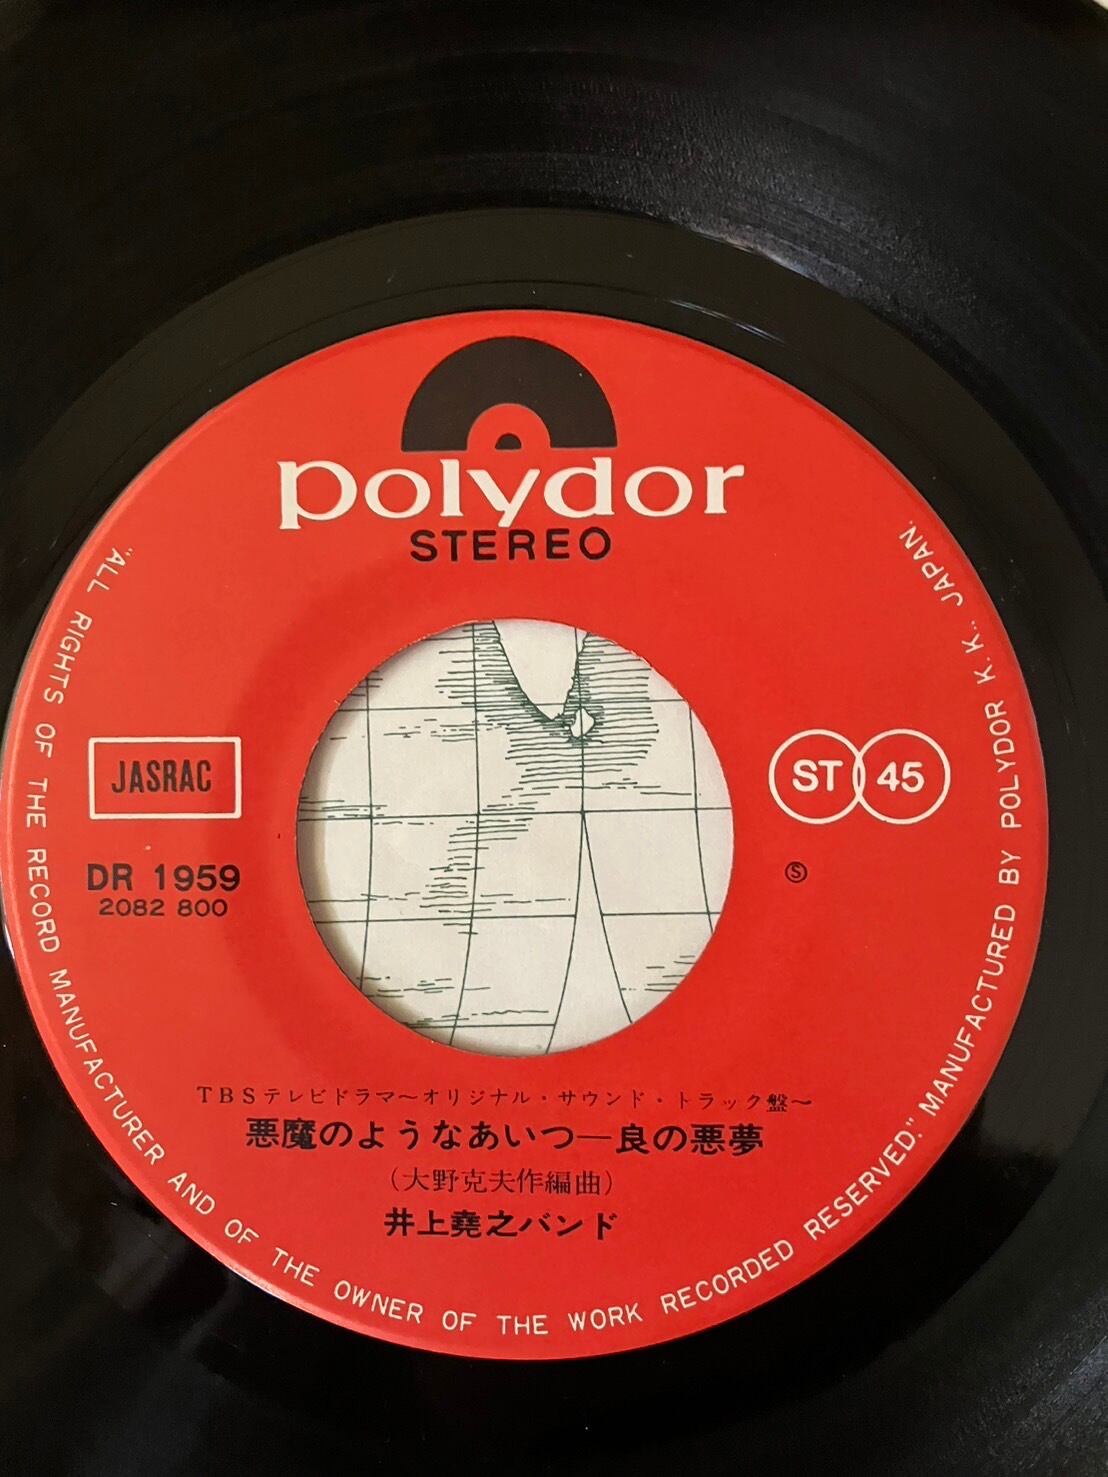 polydor
STEREO
JASRAC
ST 45
DR 1959
2082 800
Ⓢ
TBSテレビドラマ〜オリジナル・サウンド・トラック盤〜
悪魔のようなあいつ—良の悪夢
(大野克夫作編曲)
井上堯之バンド
"ALL RIGHTS OF THE RECORD MANUFACTURER AND OF THE OWNER OF THE WORK RECORDED RESERVED." MANUFACTURED BY POLYDOR K.K., JAPAN.